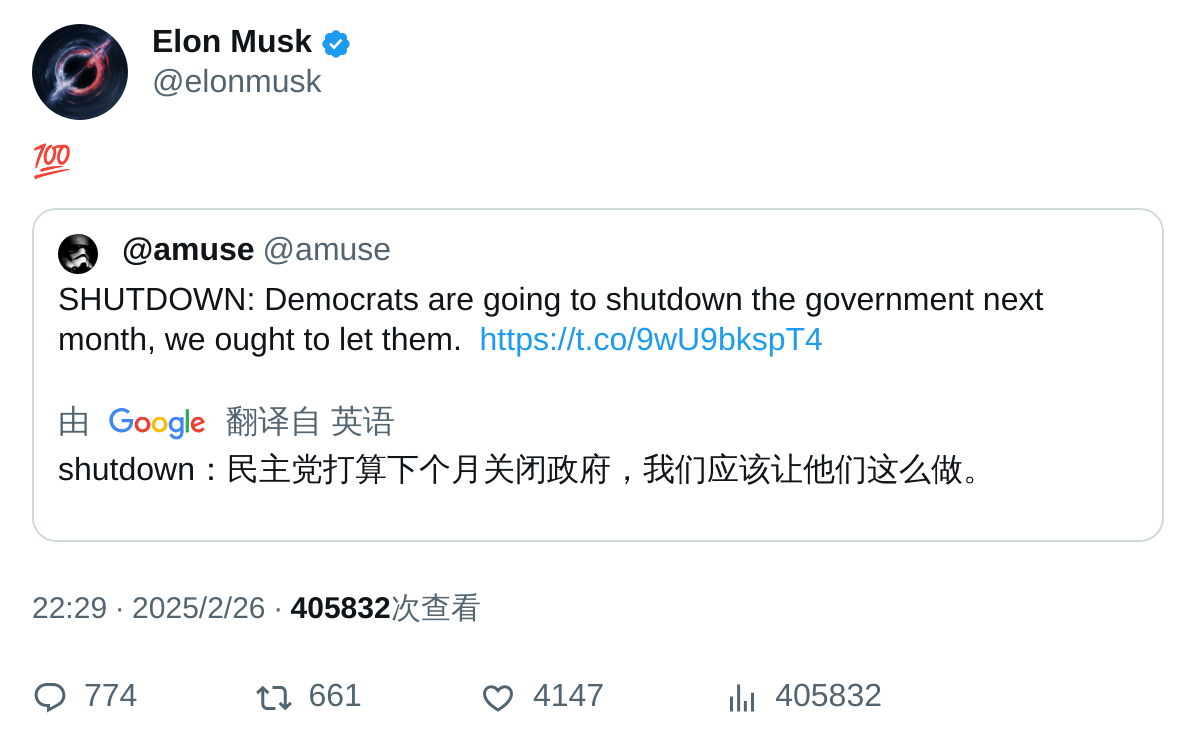 Elon Musk
@elonmusk
💯
@amuse @amuse
SHUTDOWN: Democrats are going to shutdown the government next
month, we ought to let them.  https://t.co/9wU9bkspT4
由 Google 翻译自 英语
shutdown：民主党打算下个月关闭政府，我们应该让他们这么做。
22:29 · 2025/2/26 · 405832次查看
774 661 4147 405832